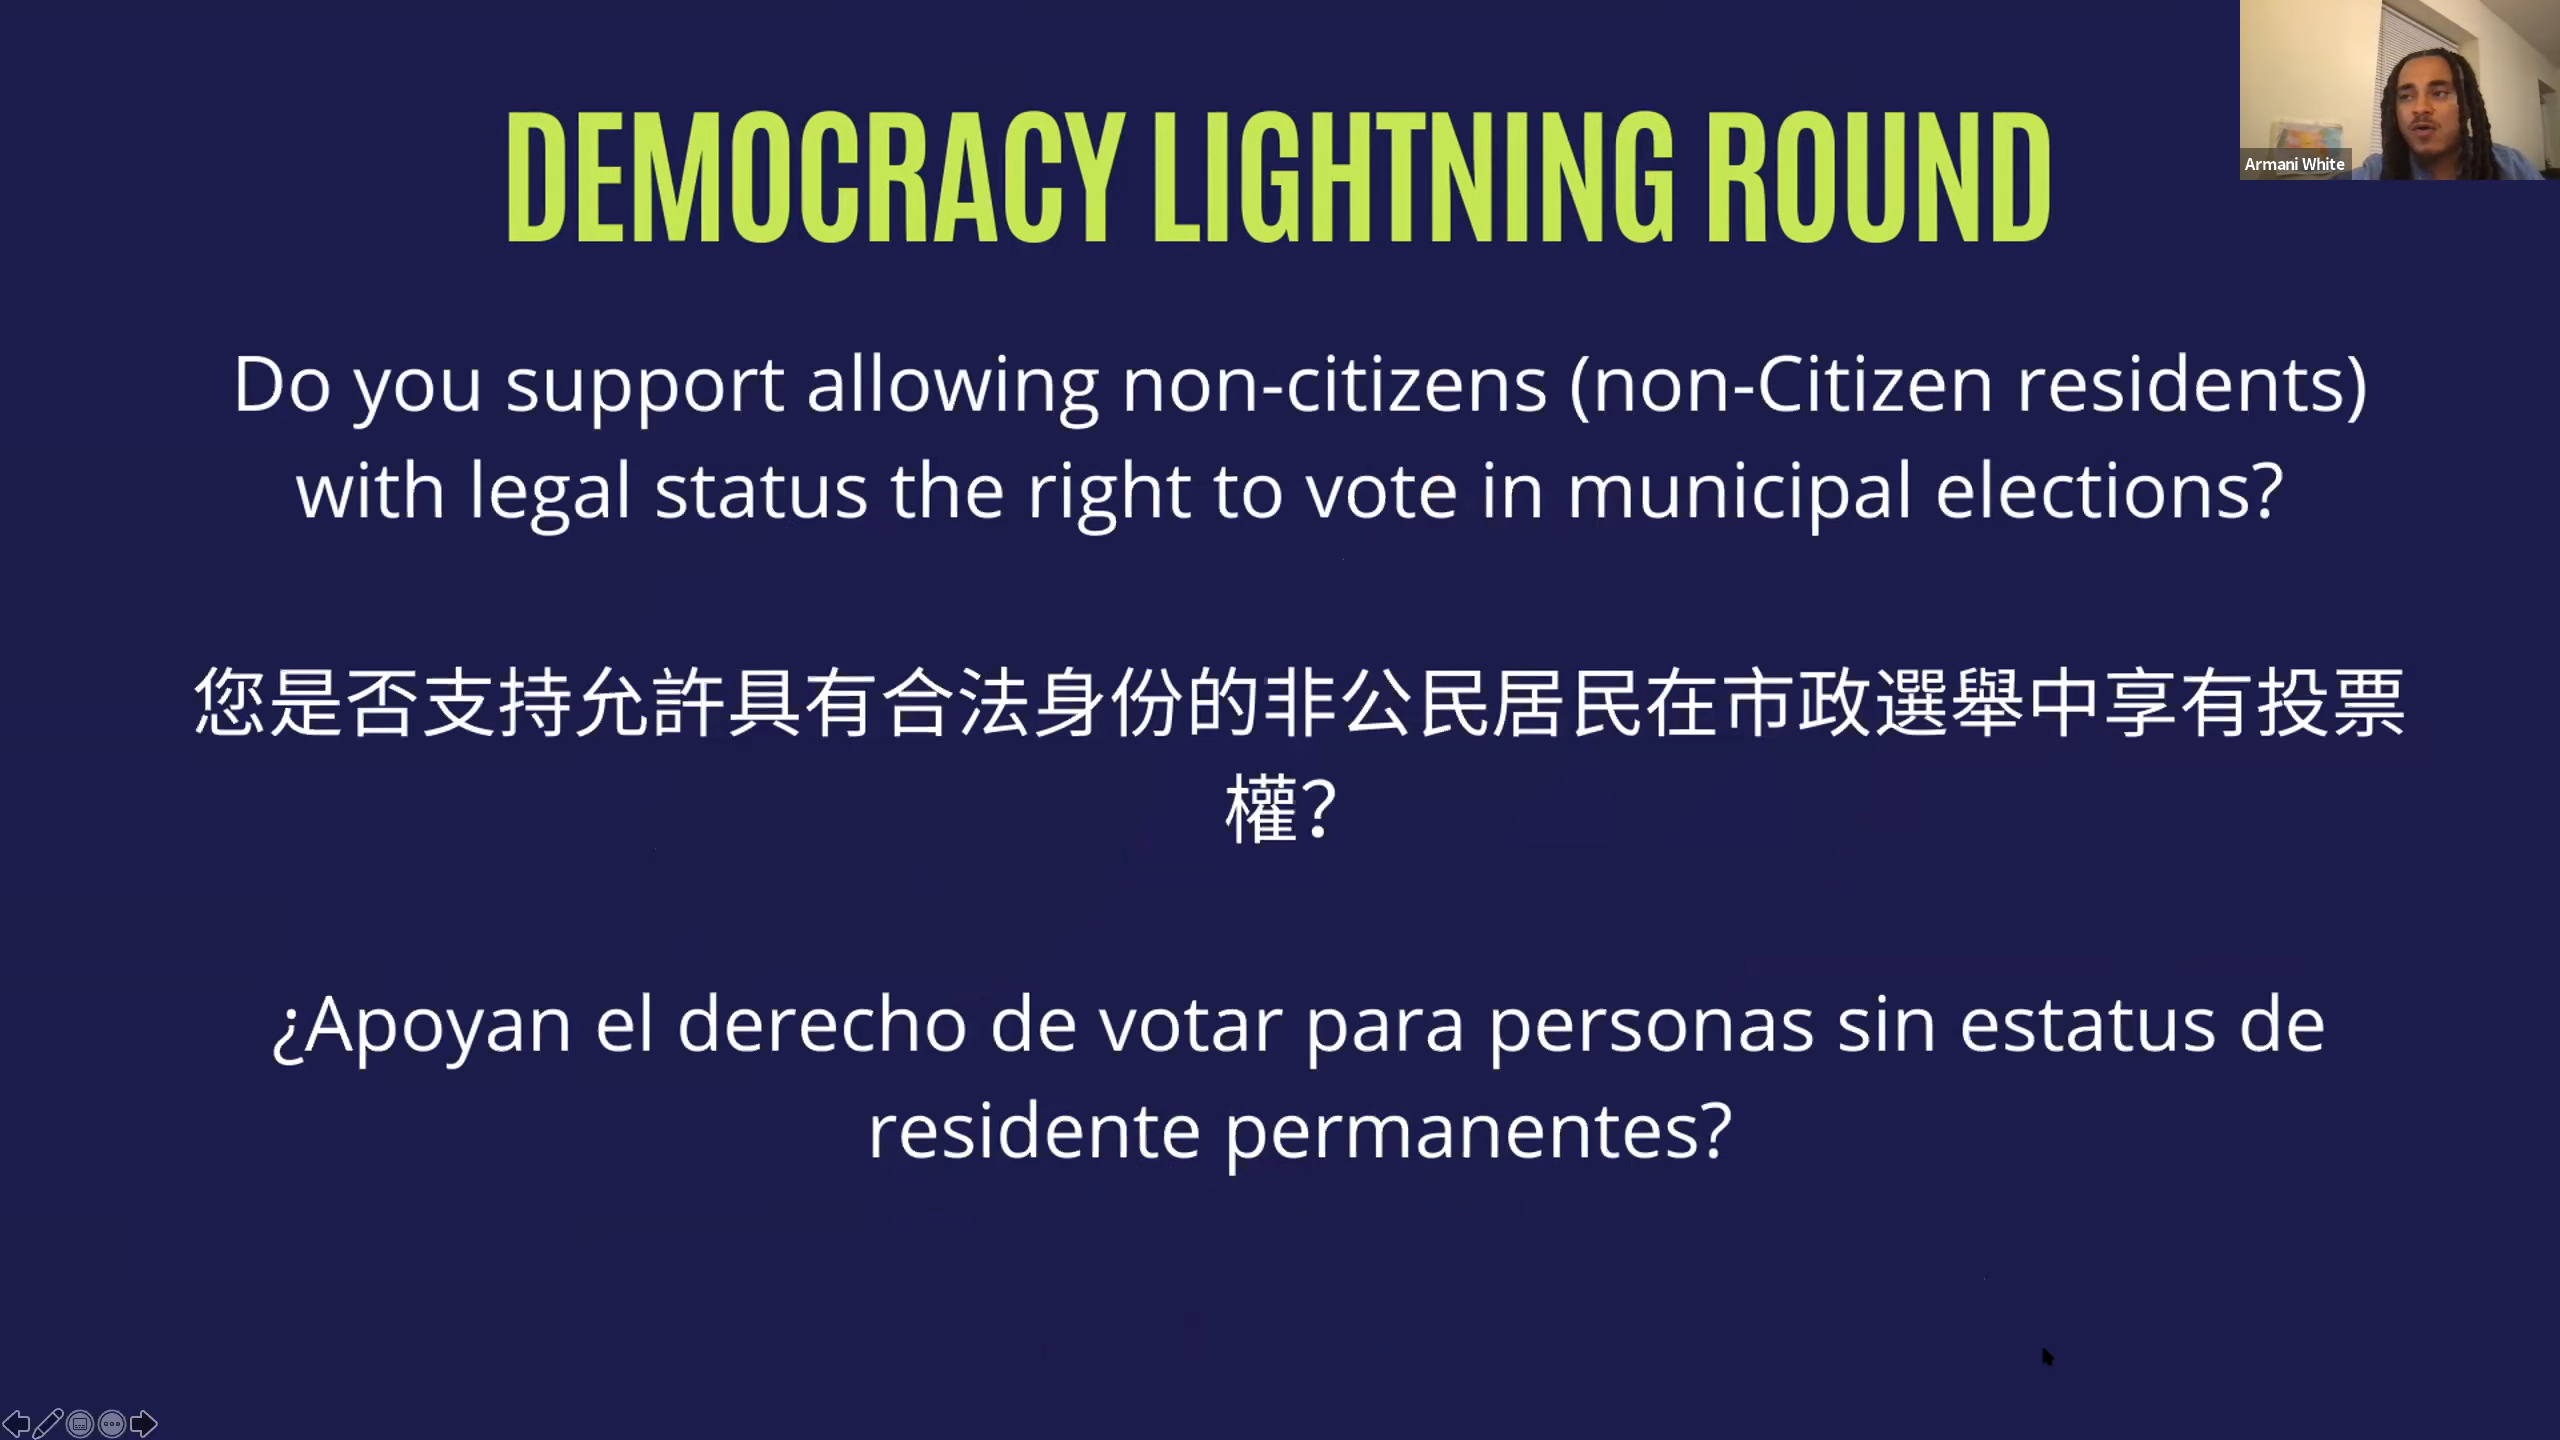 Armani White
DEMOCRACY LIGHTNING ROUND
Do you support allowing non-citizens (non-Citizen residents)
with legal status the right to vote in municipal elections?
您是否支持允許具有合法身份的非公民居民在市政選舉中享有投票
權?
¿Apoyan el derecho de votar para personas sin estatus de
residente permanentes?